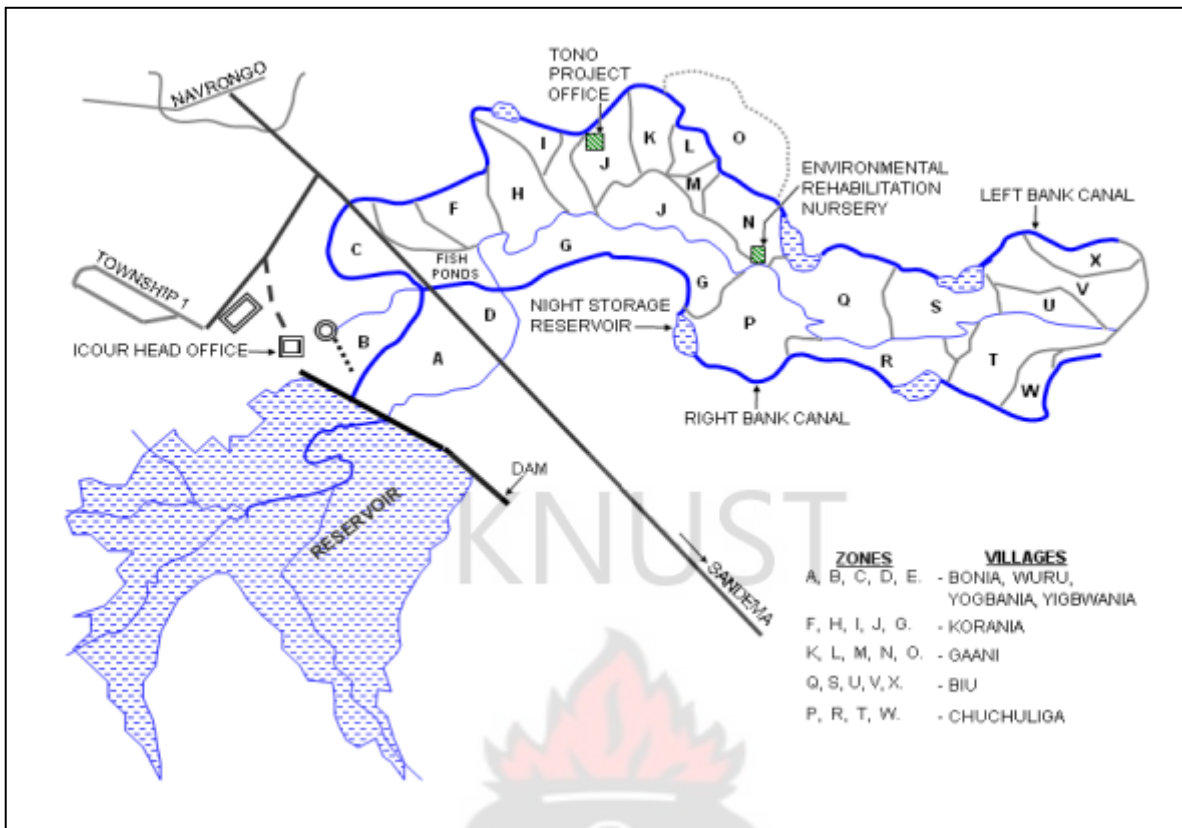 TONO
PROJECT
OFFICE
NAVRONGO
K
O
L
I
J
ENVIRONMENTAL
REHABILITATION
NURSERY
M
H
F
J
N
LEFT BANK CANAL
C
G
X
FISH
PONDS
V
TOWNSHIP 1
G
Q
S
U
NIGHT STORAGE
RESERVOIR
D
P
B
ICOUR HEAD OFFICE
A
R
T
W
RIGHT BANK CANAL
DAM
RESERVOIR
KNUST
SANDEMA
ZONES VILLAGES
A, B, C, D, E. - BONIA, WURU,
YOGBANIA, YIGBWANIA
F, H, I, J, G. - KORANIA
K, L, M, N, O. - GAANI
Q, S, U, V, X. - BIU
P, R, T, W. - CHUCHULIGA